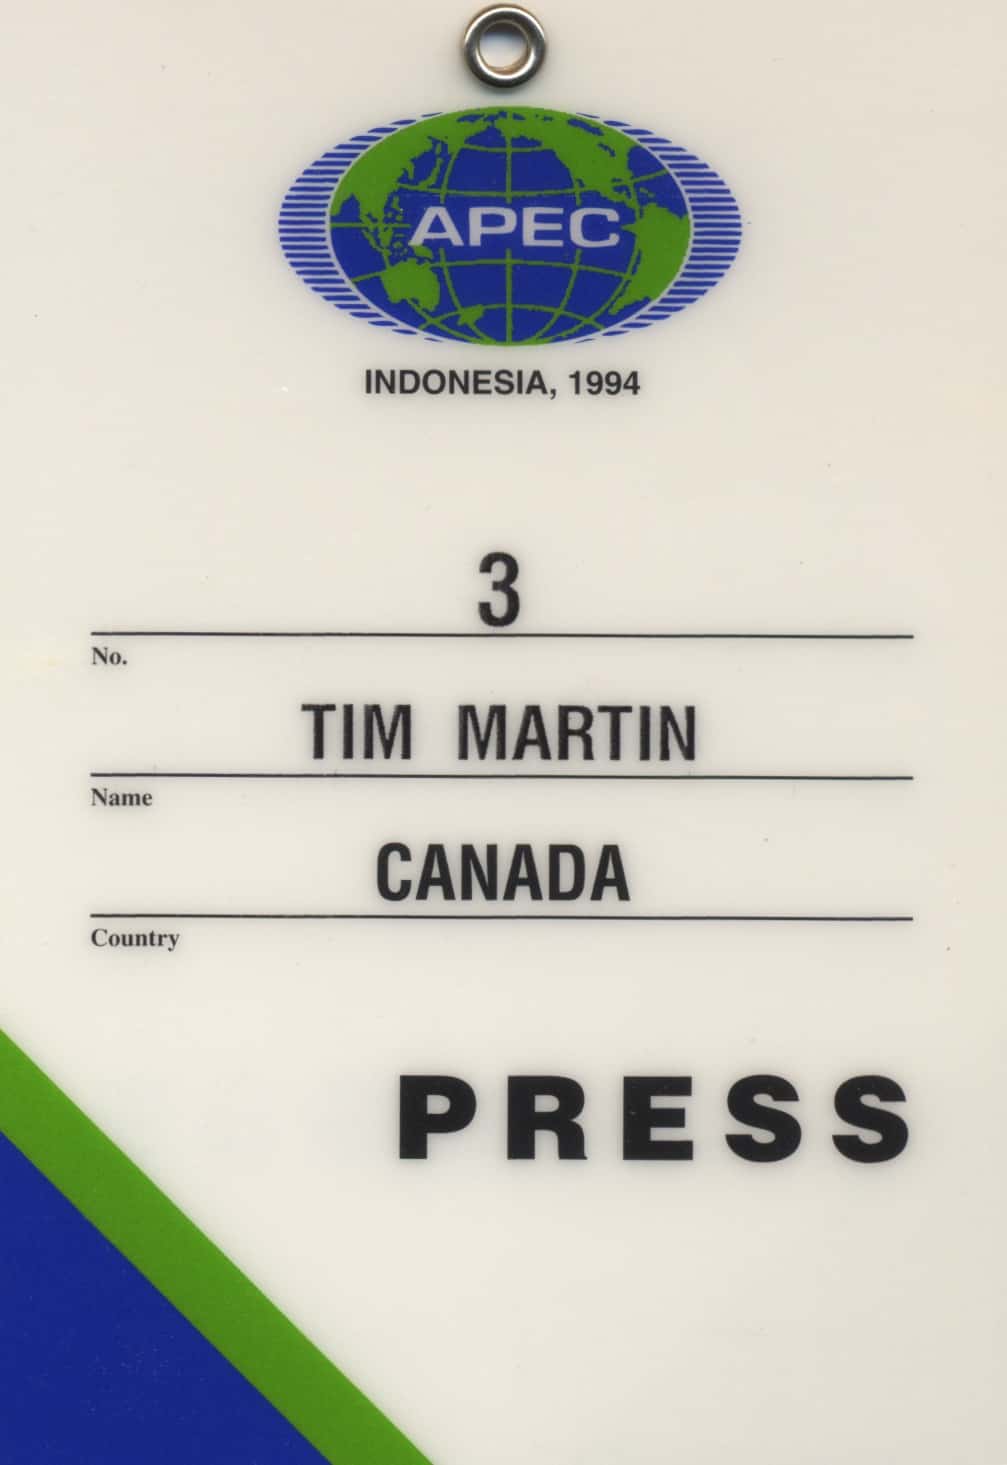 APEC
INDONESIA, 1994
3
No.
TIM MARTIN
Name
CANADA
Country
PRESS